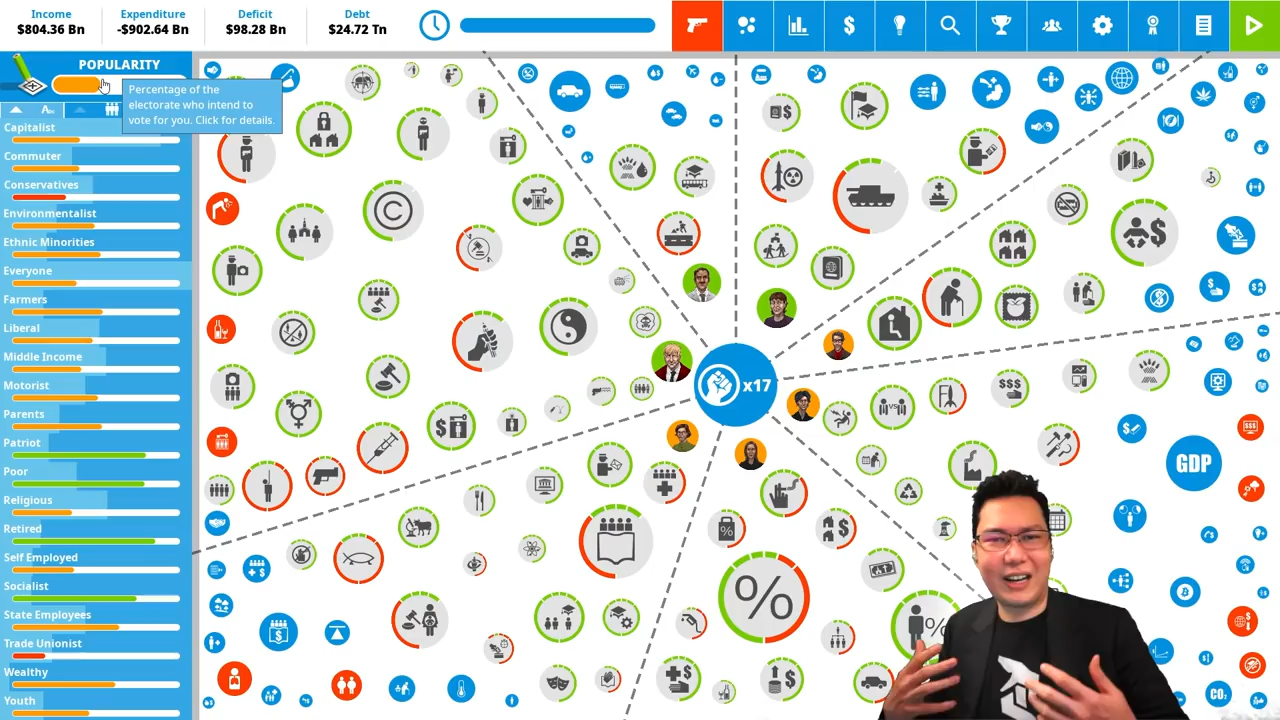 Income
Expenditure
Deficit
Debt
$804.36 Bn
-$902.64 Bn
$98.28 Bn
$24.72 Tn
POPULARITY
Percentage of the
electorate who intend to
vote for you. Click for details.
Capitalist
Commuter
Conservatives
Environmentalist
Ethnic Minorities
Everyone
Farmers
Liberal
Middle Income
Motorist
Parents
Patriot
Poor
Religious
Retired
Self Employed
Socialist
State Employees
Trade Unionist
Wealthy
Youth
x17
GDP
VS
$$$
%
%
%
CO₂